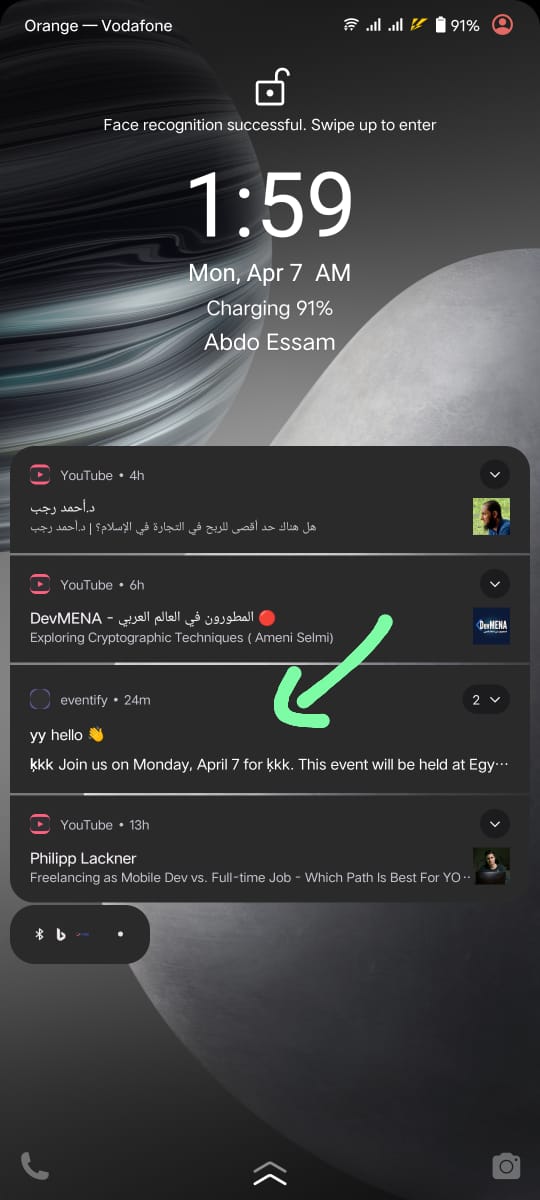 Orange — Vodafone
91%
Face recognition successful. Swipe up to enter
1:59
Mon, Apr 7 AM
Charging 91%
Abdo Essam
YouTube • 4h
د.أحمد رجب
هل هناك حد أقصى للربح في التجارة في الإسلام؟ | د.أحمد رجب
YouTube • 6h
DevMENA - المطورون في العالم العربي 🔴
Exploring Cryptographic Techniques ( Ameni Selmi)
DevMENA
eventify • 24m
2
yy hello 👋
ķkk Join us on Monday, April 7 for ķkk. This event will be held at Egy···
YouTube • 13h
Philipp Lackner
Freelancing as Mobile Dev vs. Full-time Job - Which Path Is Best For YO··